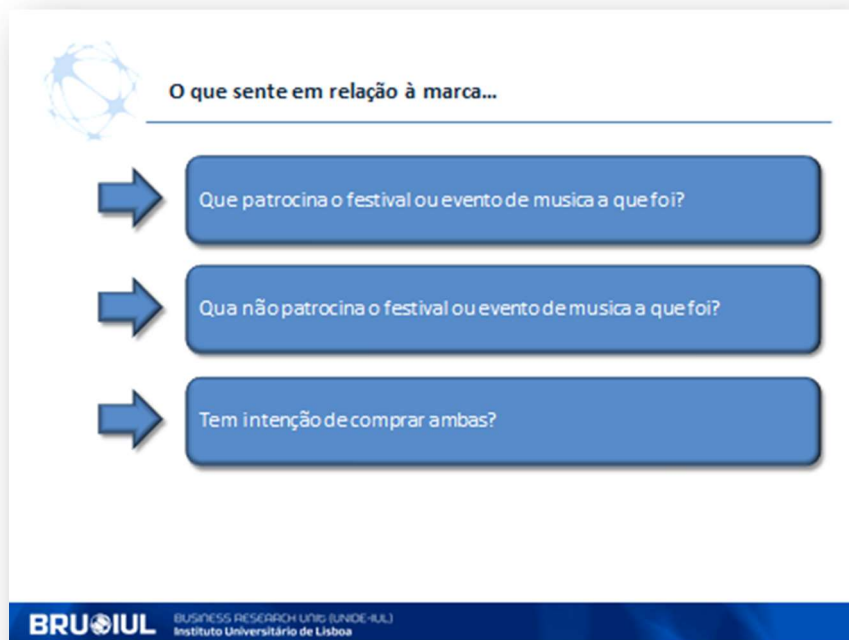 O que sente em relação à marca...
Que patrocina o festival ou evento de musica a que foi?
Qua não patrocina o festival ou evento de musica a que foi?
Tem intenção de comprar ambas?
BRU IUL
BUSINESS RESEARCH UNIT (UNIDE-IUL)
Instituto Universitário de Lisboa